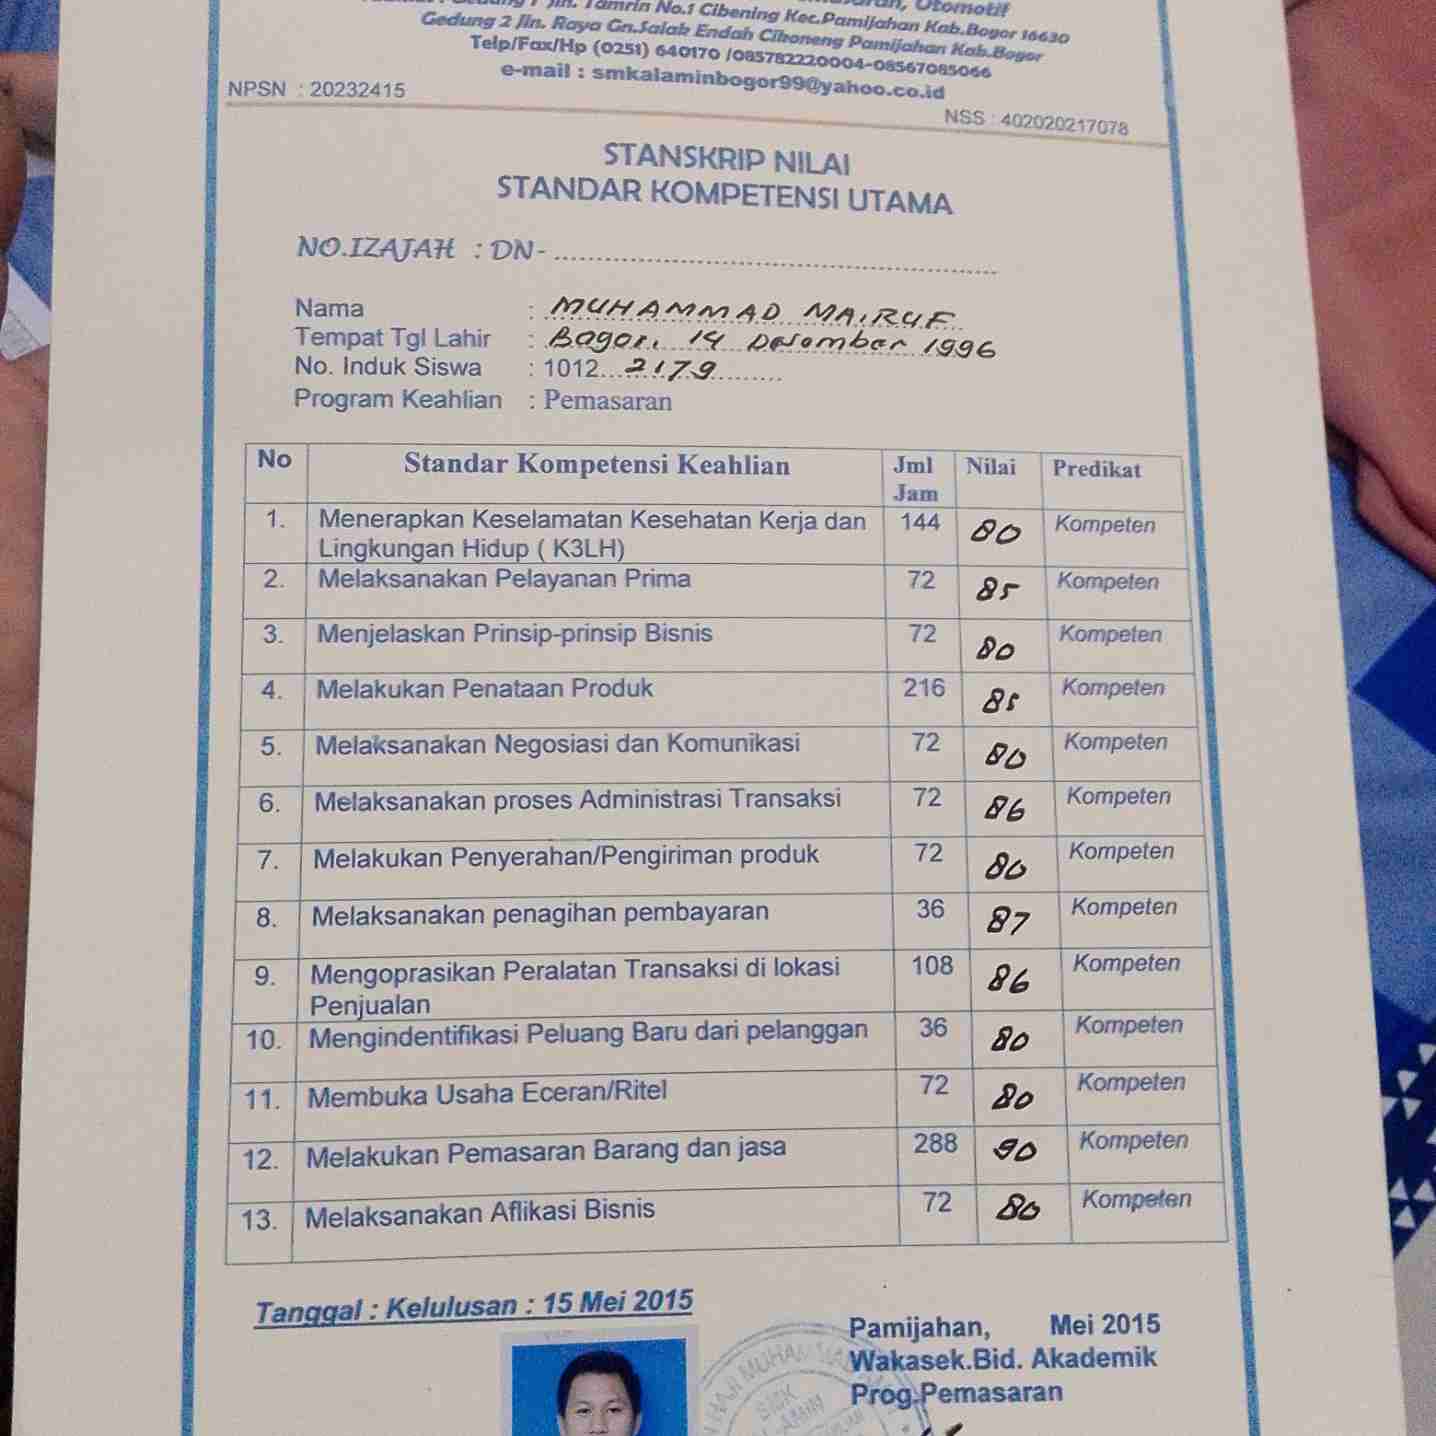 Tamrin No.1 Cibening Kec.Pamijahan Kab.Bogor 16630
Gedung 2 Jln. Raya Gn.Salak Endah Cikoneng Pamijahan Kab.Bogor
Telp/Fax/Hp (0251) 640170 /085782220004-08567085066
e-mail : smkalaminbogor99@yahoo.co.id
NPSN : 20232415
NSS : 402020217078
STANSKRIP NILAI
STANDAR KOMPETENSI UTAMA
NO.IZAJAH : DN-
Nama : MUHAMMAD MAIRUF
Tempat Tgl Lahir : Bogor, 14 Desember 1996
No. Induk Siswa : 1012 2179
Program Keahlian : Pemasaran
No Standar Kompetensi Keahlian Jml Jam Nilai Predikat
1. Menerapkan Keselamatan Kesehatan Kerja dan 144 80 Kompeten
Lingkungan Hidup ( K3LH)
2. Melaksanakan Pelayanan Prima 72 85 Kompeten
3. Menjelaskan Prinsip-prinsip Bisnis 72 80 Kompeten
4. Melakukan Penataan Produk 216 85 Kompeten
5. Melaksanakan Negosiasi dan Komunikasi 72 80 Kompeten
6. Melaksanakan proses Administrasi Transaksi 72 86 Kompeten
7. Melakukan Penyerahan/Pengiriman produk 72 80 Kompeten
8. Melaksanakan penagihan pembayaran 36 87 Kompeten
9. Mengoprasikan Peralatan Transaksi di lokasi 108 86 Kompeten
Penjualan
10. Mengindentifikasi Peluang Baru dari pelanggan 36 80 Kompeten
11. Membuka Usaha Eceran/Ritel 72 80 Kompeten
12. Melakukan Pemasaran Barang dan jasa 288 90 Kompeten
13. Melaksanakan Aflikasi Bisnis 72 80 Kompeten
Tanggal : Kelulusan : 15 Mei 2015
Pamijahan, Mei 2015
Wakasek.Bid. Akademik
Prog.Pemasaran
SMK